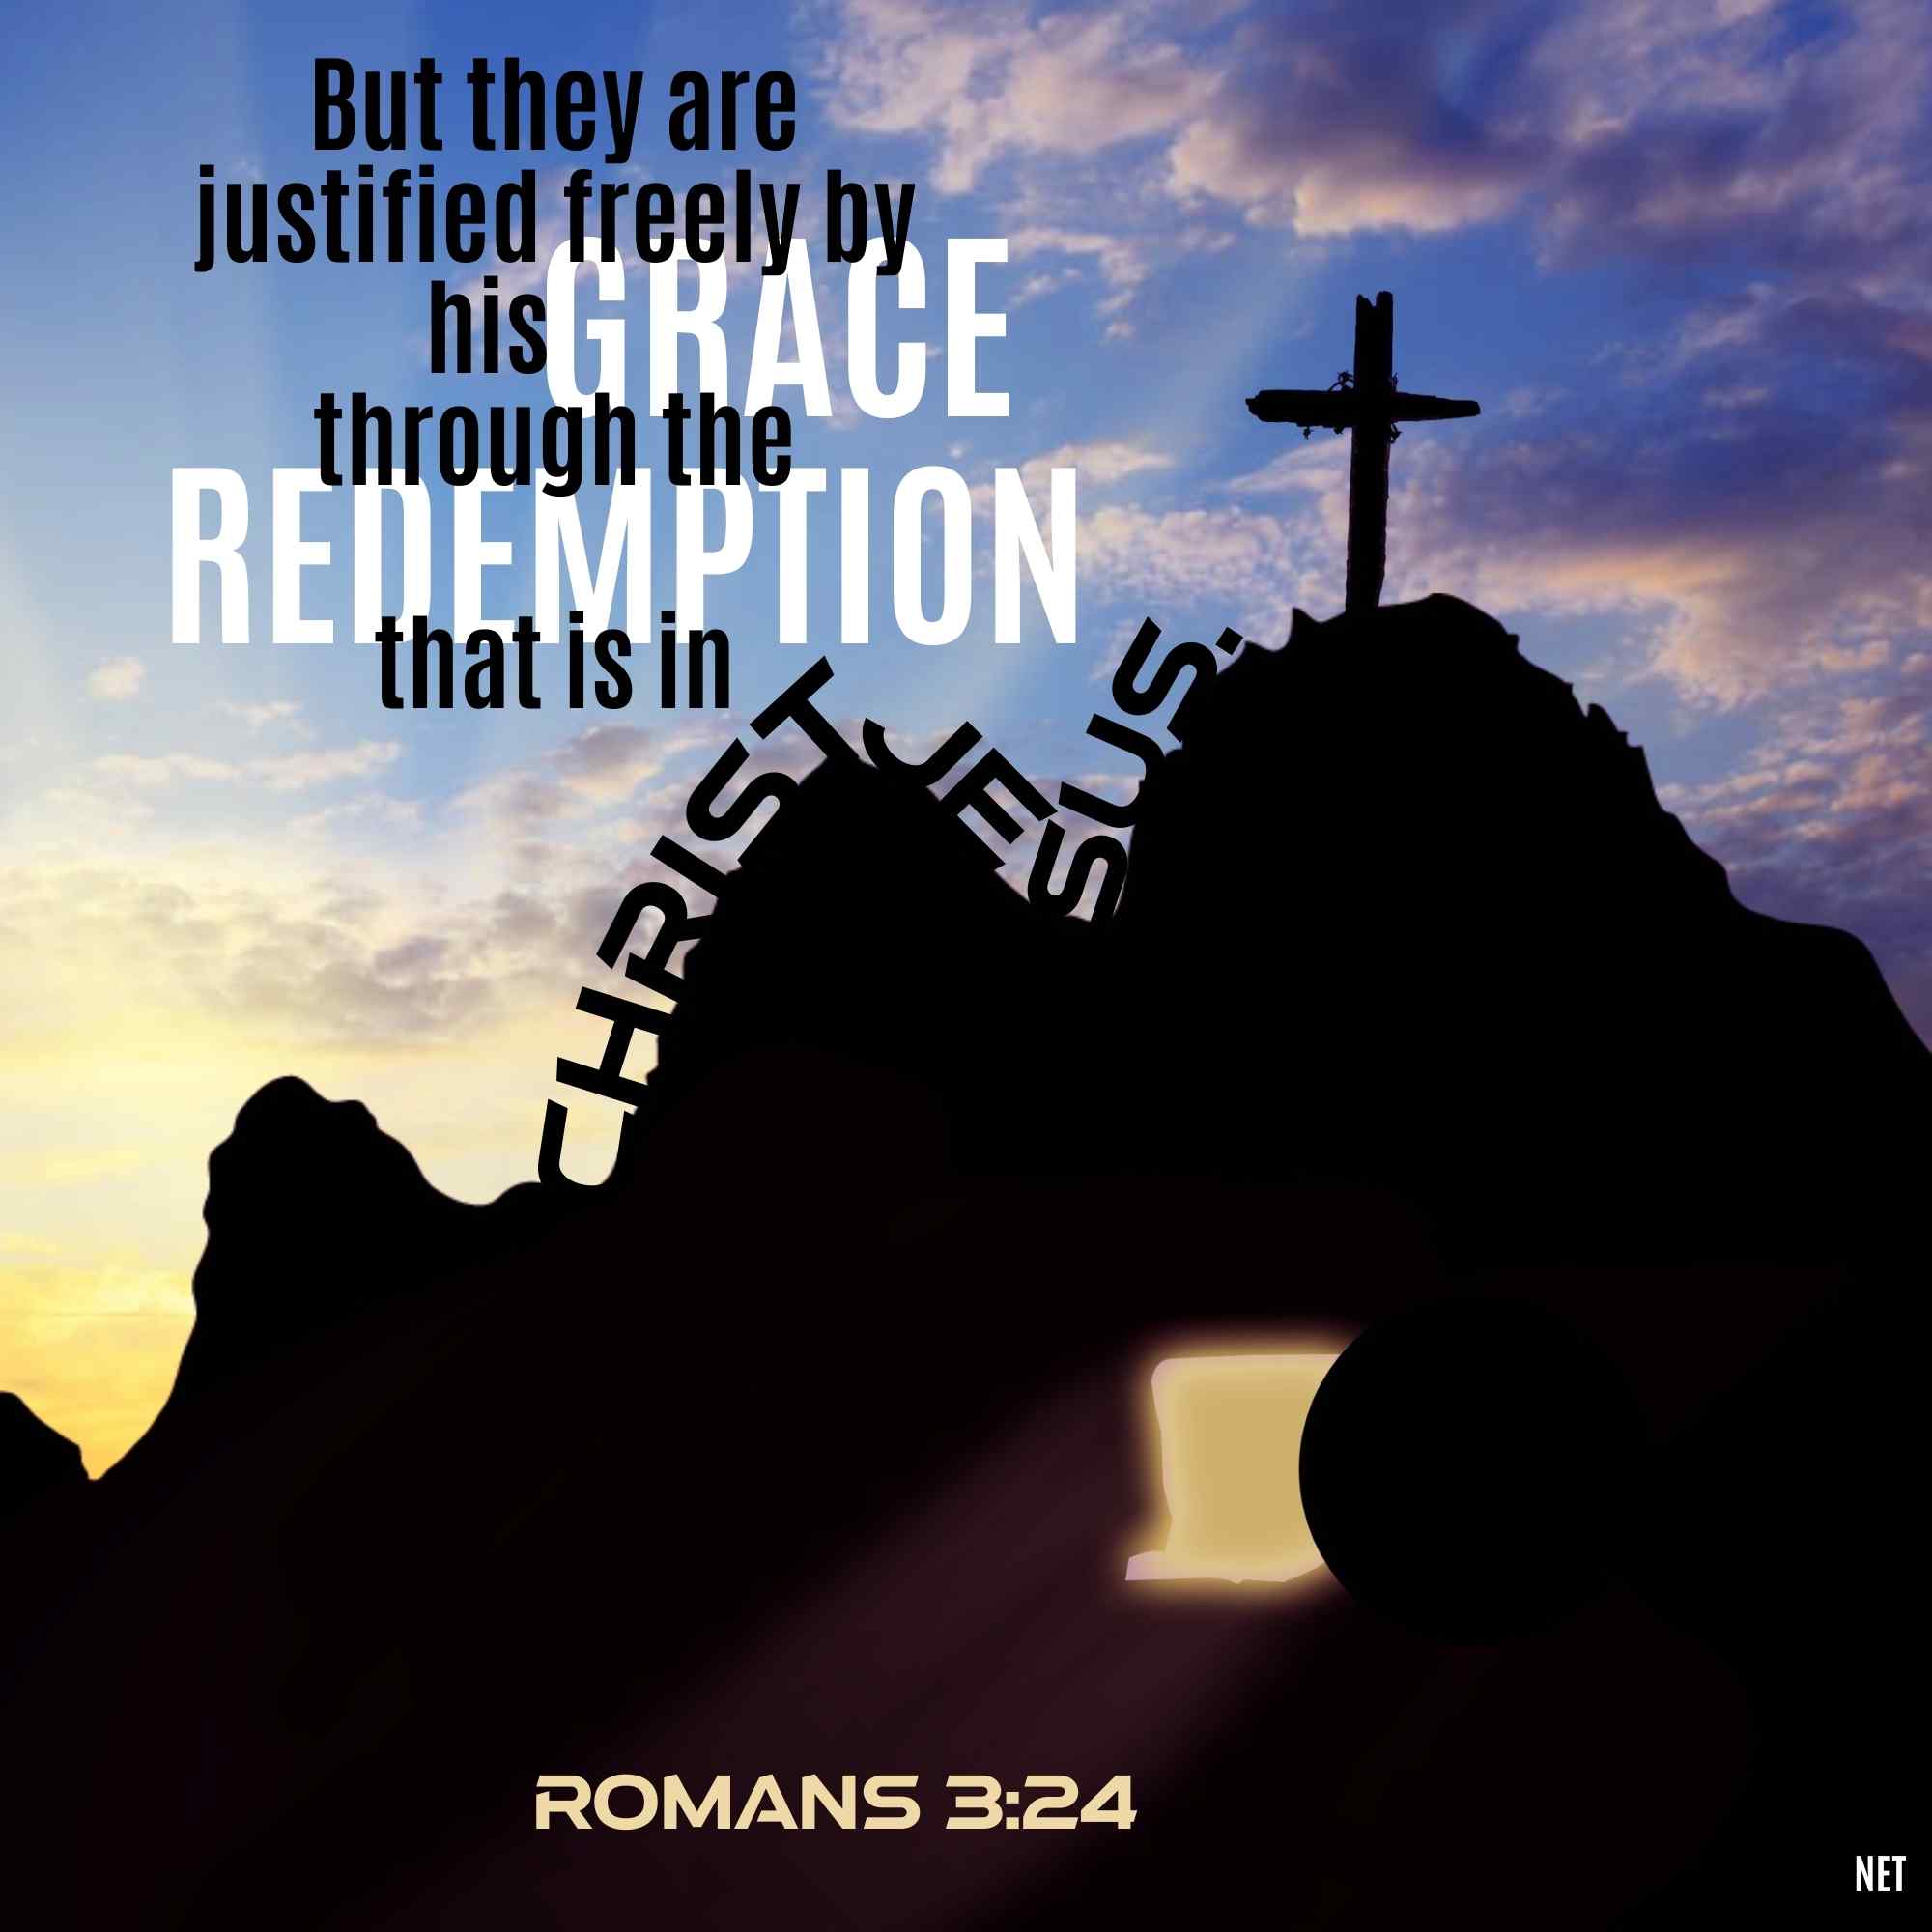 But they are
justified freely by
his GRACE
through the
REDEMPTION
that is in
CHRIST JESUS.
ROMANS 3:24
NET